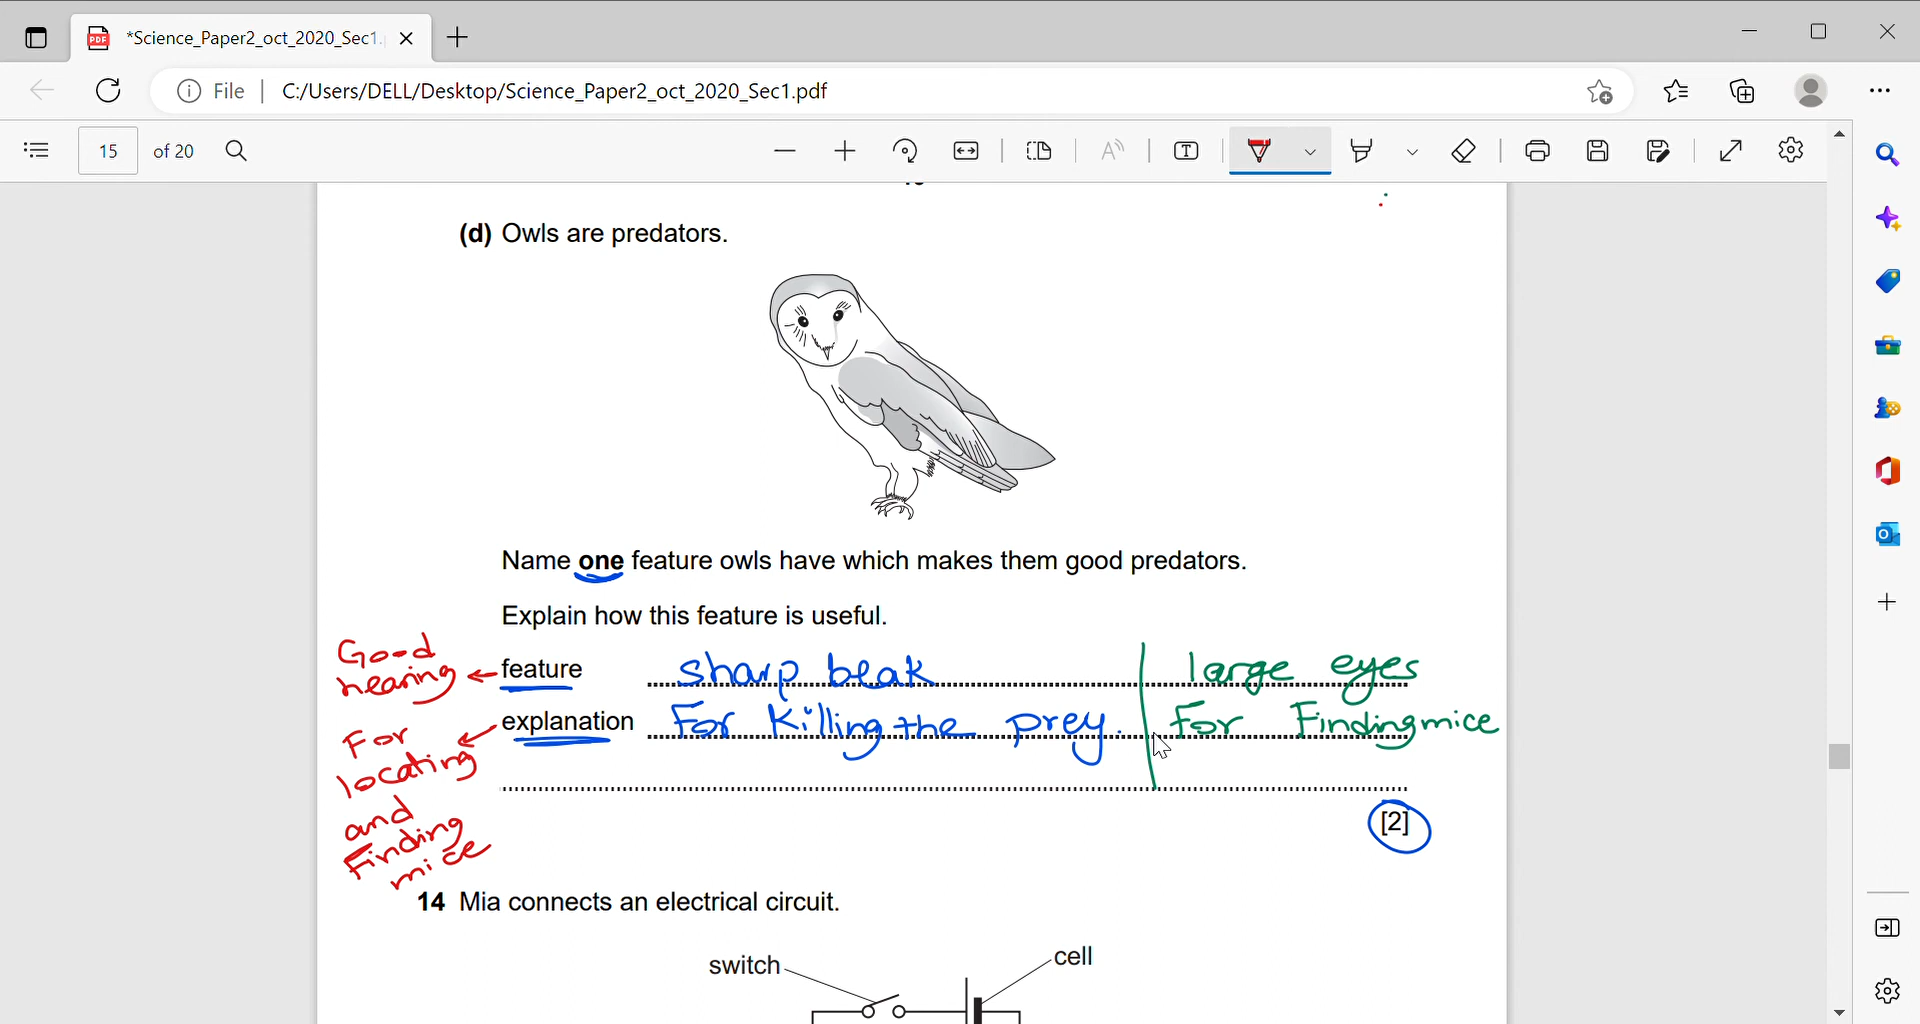 *Science_Paper2_oct_2020_Sec1.
File
C:/Users/DELL/Desktop/Science_Paper2_oct_2020_Sec1.pdf
15 of 20
(d) Owls are predators.
Name one feature owls have which makes them good predators.
Explain how this feature is useful.
Good hearing
feature sharp beak large eyes
explanation For killing the prey. For Finding mice
For
locating
and
Finding
mice
[2]
14 Mia connects an electrical circuit.
switch
cell